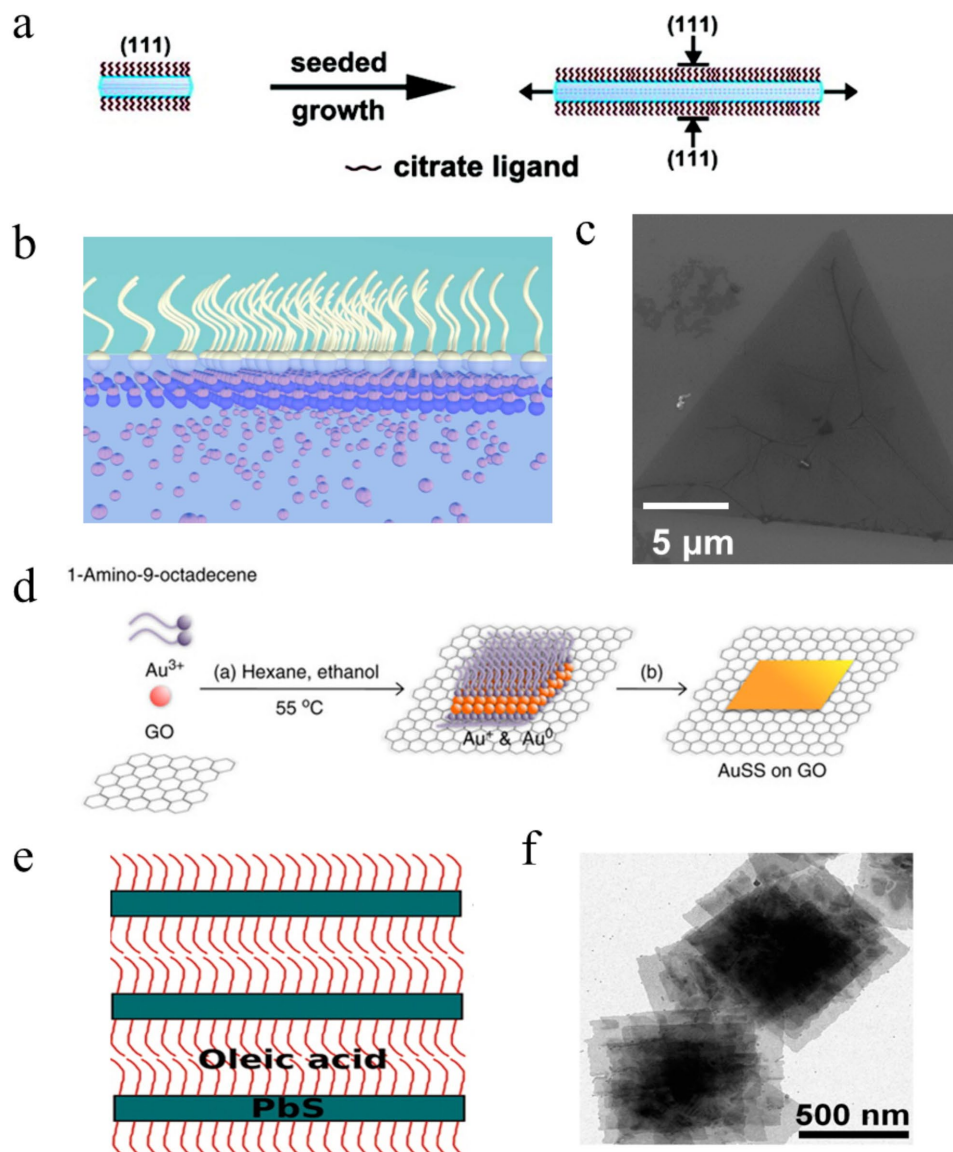 a
(111)
seeded
growth
(111)
(111)
citrate ligand
b
c
5 μm
d
1-Amino-9-octadecene
Au³⁺
GO
(a) Hexane, ethanol
55 °C
Au⁺ & Au⁰
(b)
AuSS on GO
e
Oleic acid
PbS
f
500 nm